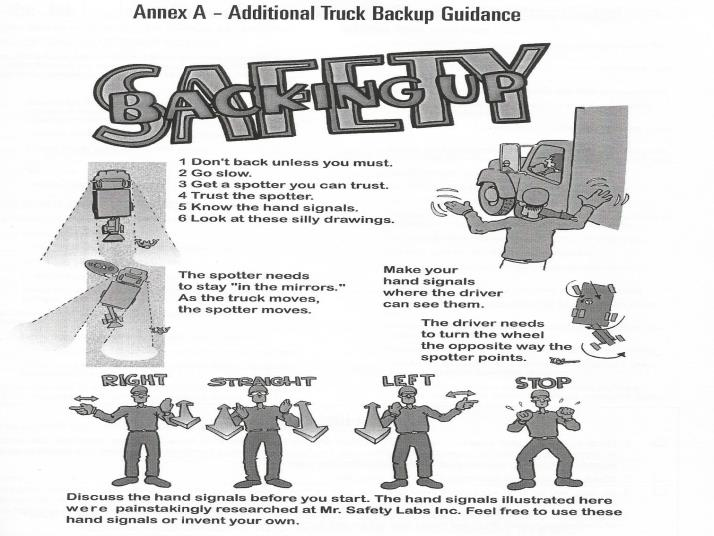 Annex A – Additional Truck Backup Guidance
SAFETY
BACKING UP
1 Don't back unless you must.
2 Go slow.
3 Get a spotter you can trust.
4 Trust the spotter.
5 Know the hand signals.
6 Look at these silly drawings.
The spotter needs
to stay "in the mirrors."
As the truck moves,
the spotter moves.
Make your
hand signals
where the driver
can see them.
The driver needs
to turn the wheel
the opposite way the
spotter points.
RIGHT
STRAIGHT
LEFT
STOP
Discuss the hand signals before you start. The hand signals illustrated here
were painstakingly researched at Mr. Safety Labs Inc. Feel free to use these
hand signals or invent your own.